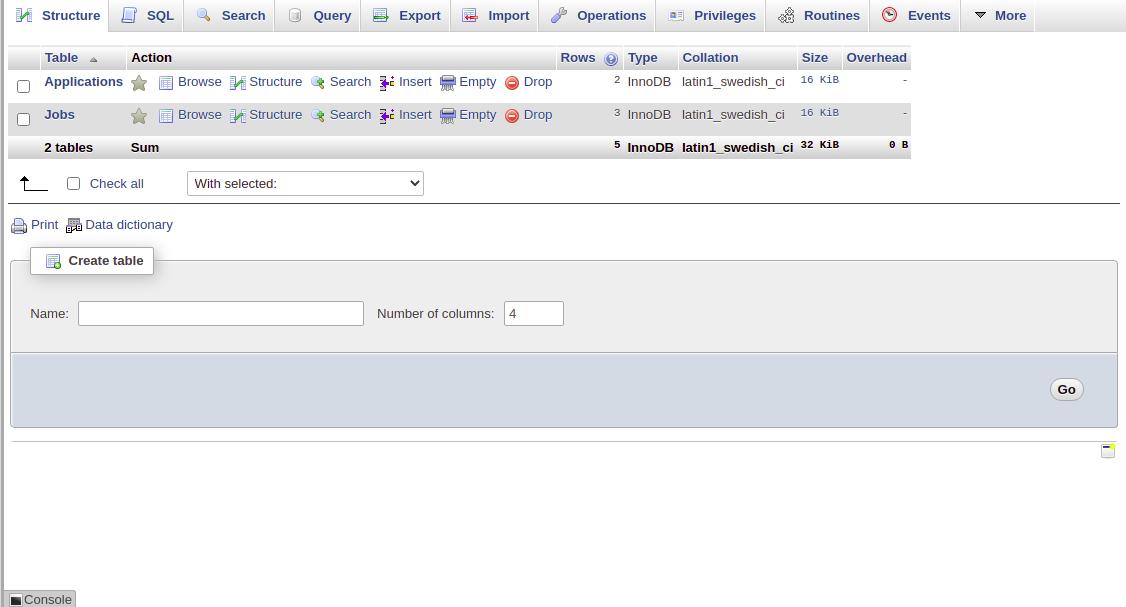 Structure SQL Search Query Export Import Operations Privileges Routines Events More
Table Action Rows Type Collation Size Overhead
Applications Browse Structure Search Insert Empty Drop 2 InnoDB latin1_swedish_ci 16 KiB -
Jobs Browse Structure Search Insert Empty Drop 3 InnoDB latin1_swedish_ci 16 KiB -
2 tables Sum 5 InnoDB latin1_swedish_ci 32 KiB 0 B
Check all With selected:
Print Data dictionary
Create table
Name: Number of columns: 4
Go
Console